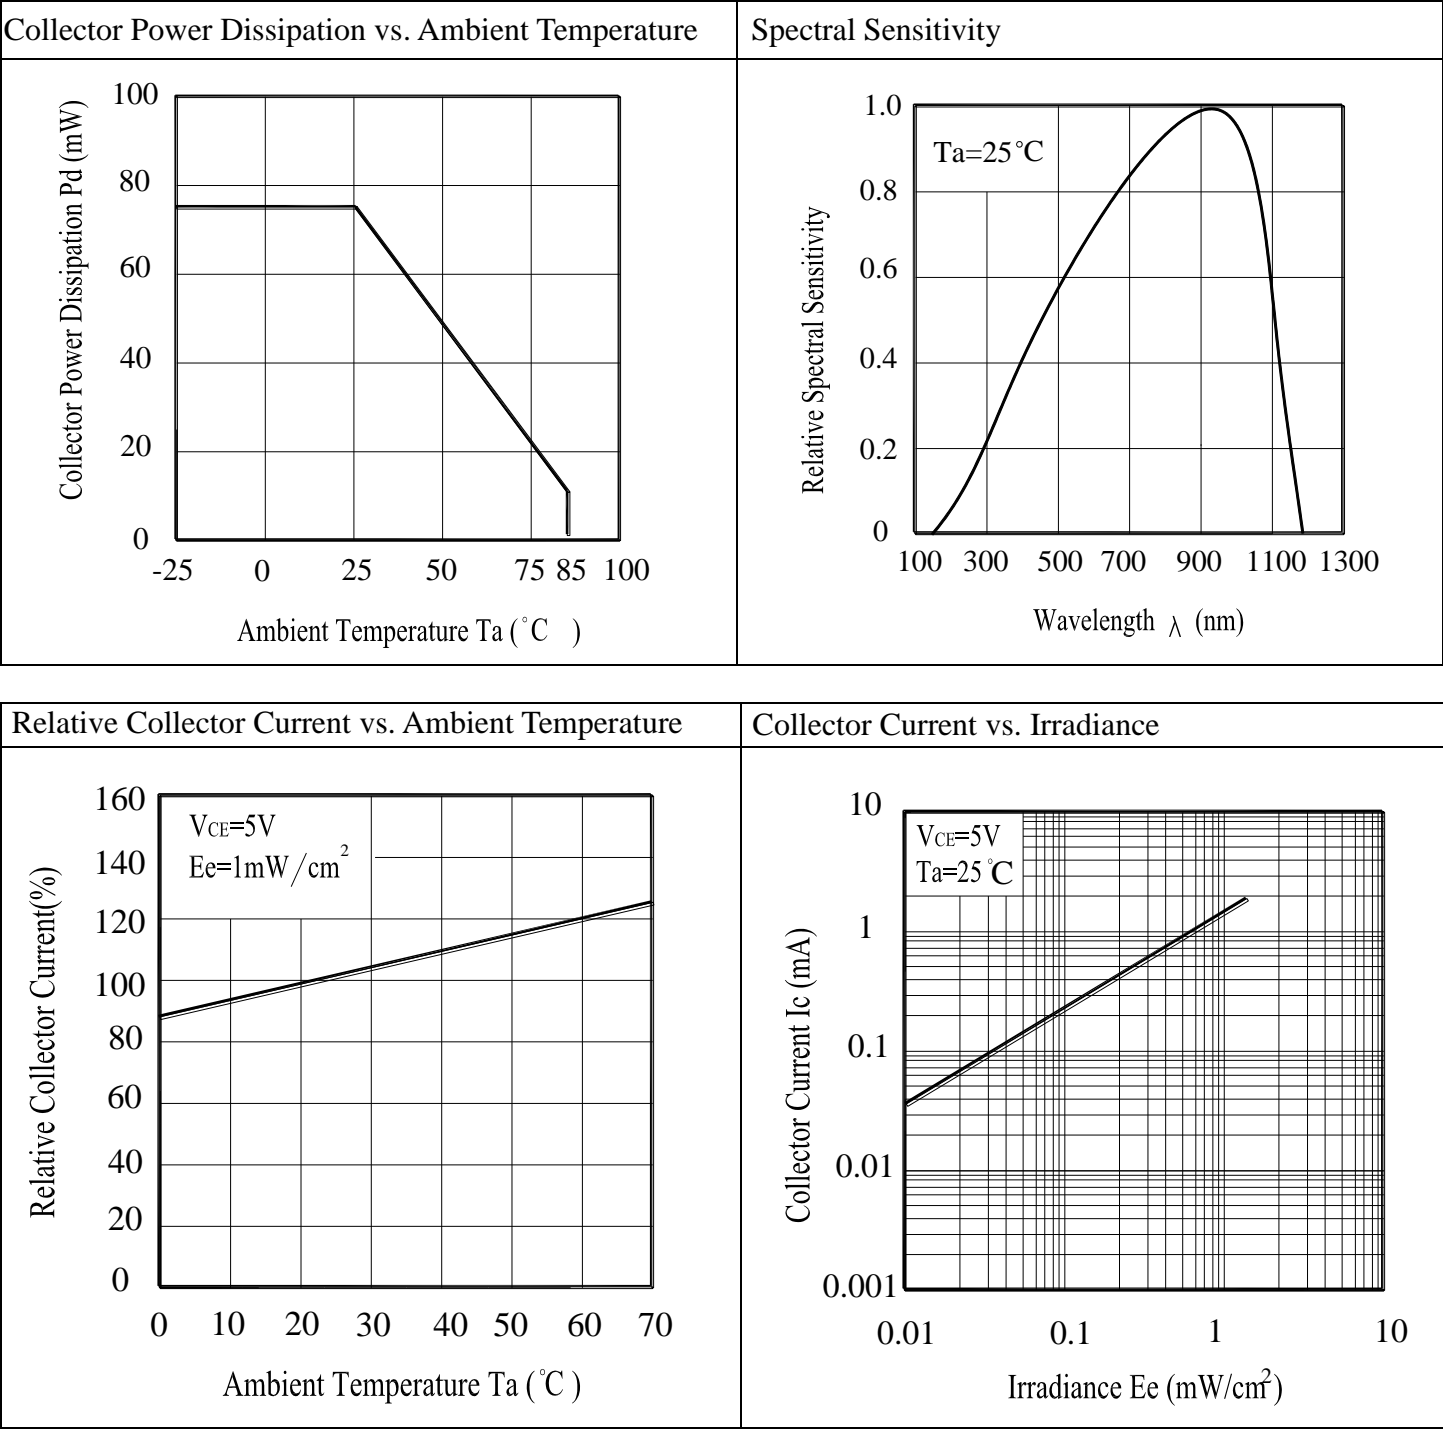 Collector Power Dissipation vs. Ambient Temperature
Spectral Sensitivity
Collector Power Dissipation Pd (mW)
100
80
60
40
20
0
-25 0 25 50 75 85 100
Ambient Temperature Ta (°C )
Relative Spectral Sensitivity
Ta=25°C
1.0
0.8
0.6
0.4
0.2
0
100 300 500 700 900 1100 1300
Wavelength λ (nm)
Relative Collector Current vs. Ambient Temperature
Collector Current vs. Irradiance
Relative Collector Current(%)
VCE=5V
Ee=1mW/cm²
160
140
120
100
80
60
40
20
0
0 10 20 30 40 50 60 70
Ambient Temperature Ta (°C )
Collector Current Ic (mA)
VCE=5V
Ta=25°C
10
1
0.1
0.01
0.001
0.01 0.1 1 10
Irradiance Ee (mW/cm²)